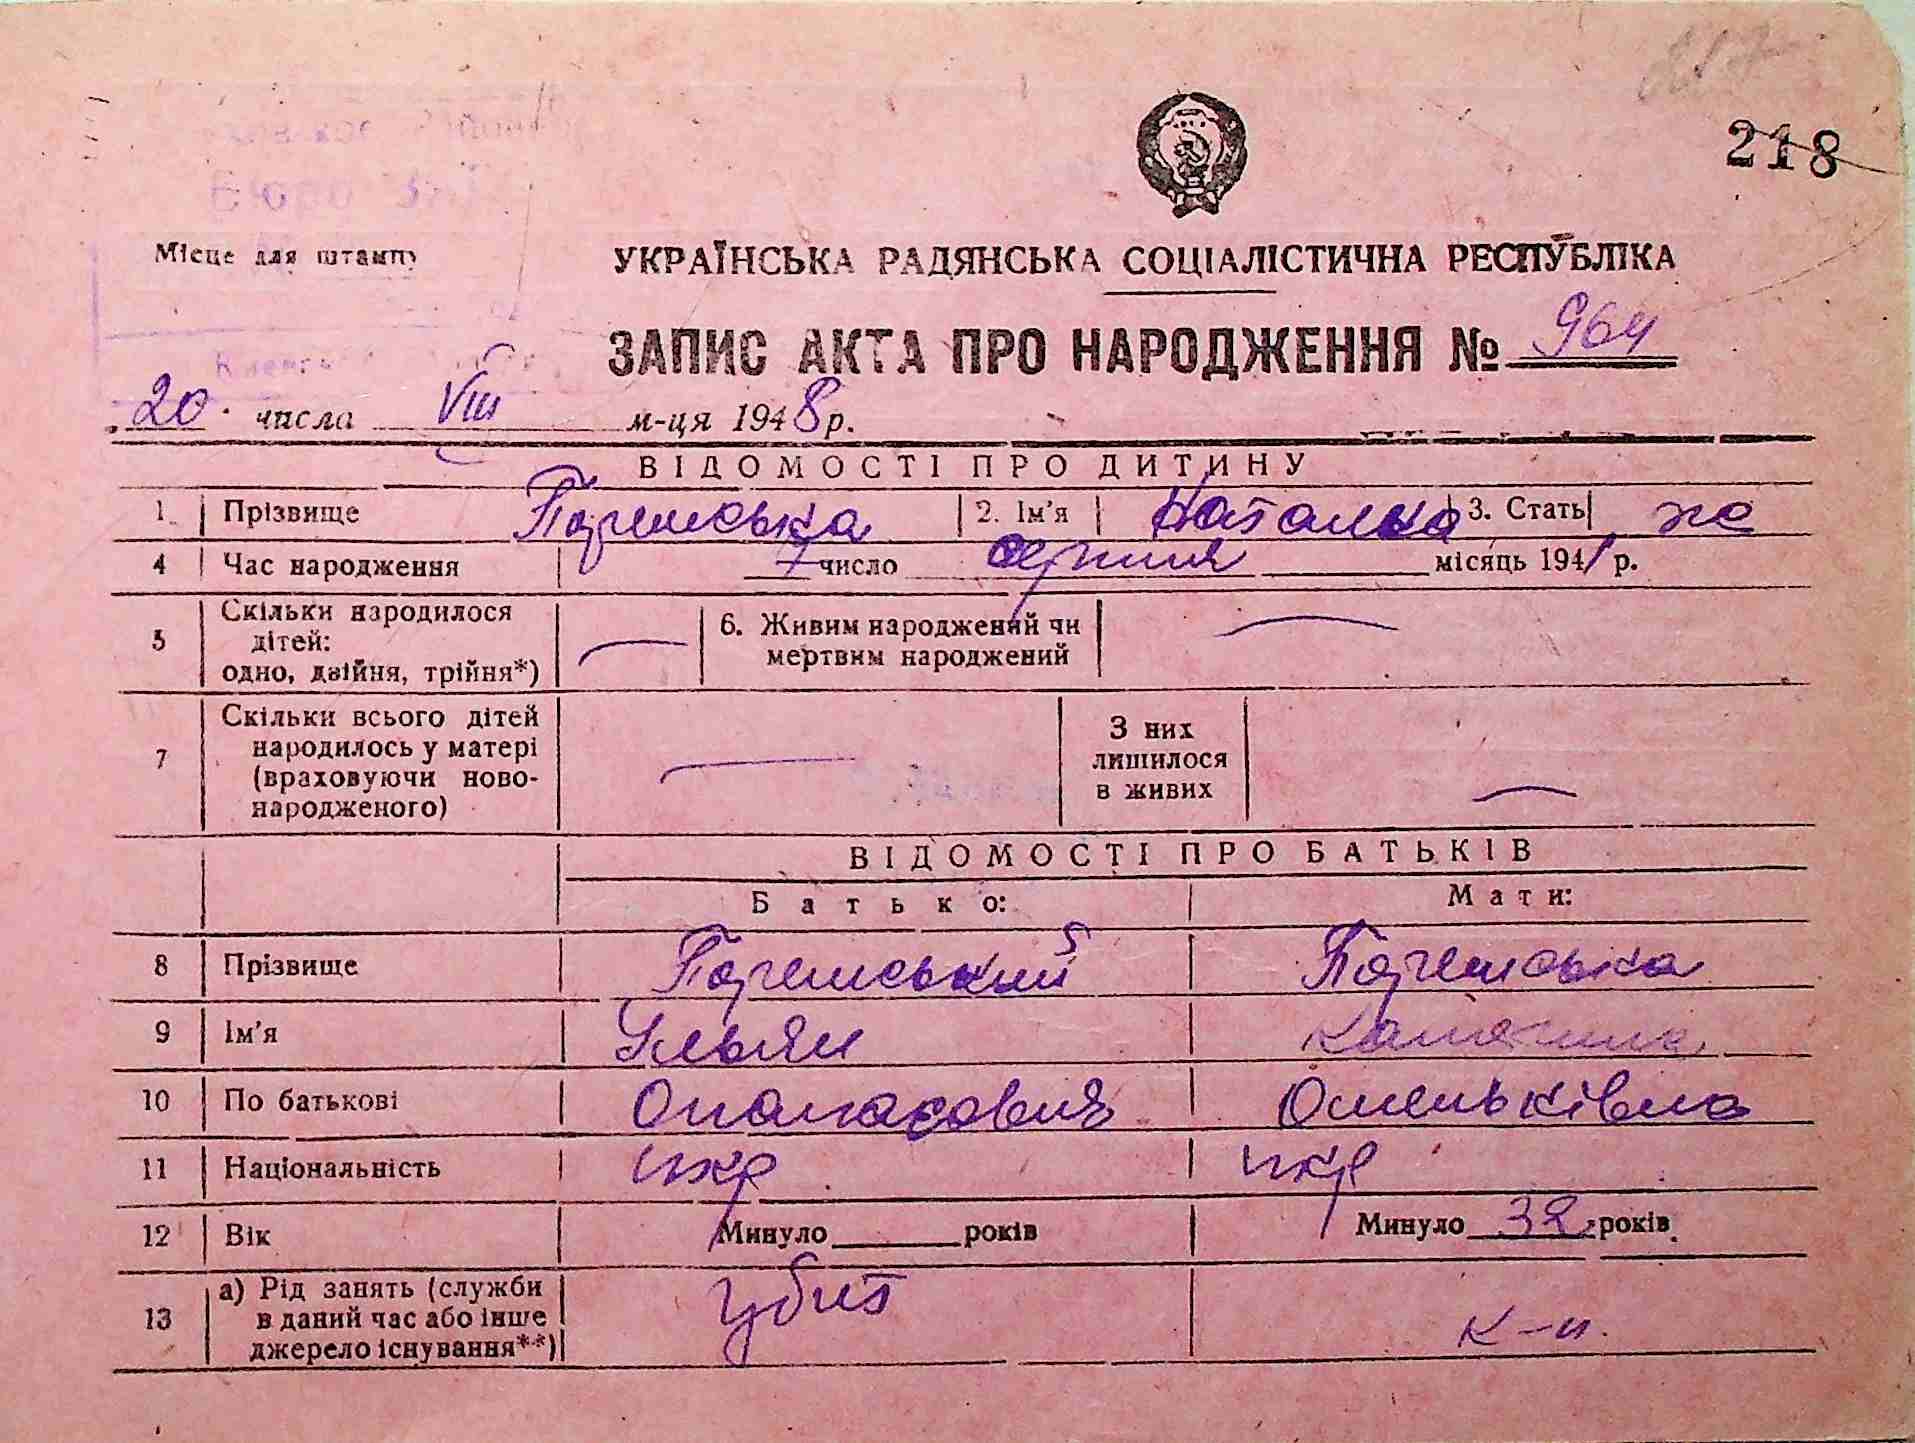 218
Місце для штампу
УКРАЇНСЬКА РАДЯНСЬКА СОЦІАЛІСТИЧНА РЕСПУБЛІКА
ЗАПИС АКТА ПРО НАРОДЖЕННЯ № 964
20 числа VIII м-ця 1948 р.
ВІДОМОСТІ ПРО ДИТИНУ
1. Прізвище 2. Ім'я Наталка 3. Стать ж
4 Час народження 7 число серпня місяць 1941 р.
5 Скільки народилося дітей: одно, двійня, трійня*) — 6. Живим народжений чи мертвим народжений —
7 Скільки всього дітей народилось у матері (враховуючи новонародженого) — З них лишилося в живих —
ВІДОМОСТІ ПРО БАТЬКІВ
Батько: Мати:
8 Прізвище
9 Ім'я Ульян Катерина
10 По батькові Опанасович Омельківна
11 Національність укр укр
12 Вік Минуло ____ років Минуло 32 років
13 а) Рід занять (служби в даний час або інше джерело існування**) убит к-п.